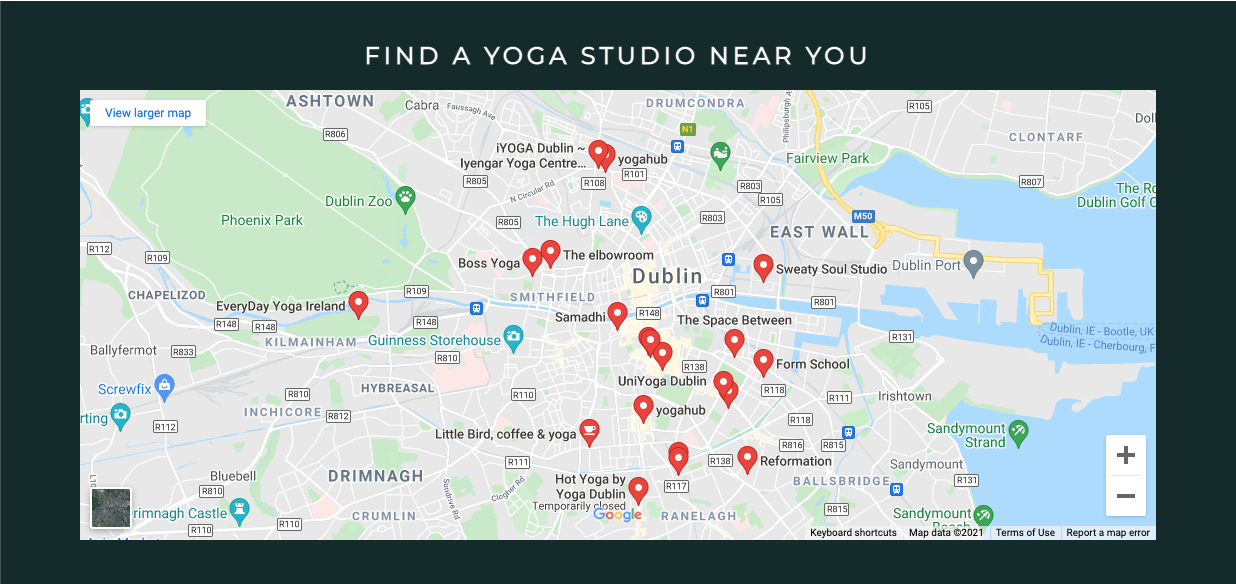 FIND A YOGA STUDIO NEAR YOU
View larger map
ASHTOWN
Cabra
Faussagh Ave
DRUMCONDRA
R105
CLONTARF
N1
R806
iYOGA Dublin ~
Iyengar Yoga Centre...
yogahub
R101
R108
R805
N Circular Rd
Fairview Park
R807
R803
R105
Dublin Zoo
Phoenix Park
R805
The Hugh Lane
R803
M50
EAST WALL
Dublin Golf C
R112
R109
Boss Yoga
The elbowroom
Dublin
Sweaty Soul Studio
Dublin Port
CHAPELIZOD
R109
SMITHFIELD
R801
R801
EveryDay Yoga Ireland
R148
R148
R148
Samadhi
R148
The Space Between
Guinness Storehouse
KILMAINHAM
R131
Dublin, IE - Bootle, UK
Dublin, IE - Cherbourg, F
Ballyfermot
R833
R810
R138
Form School
Screwfix
HYBREASAL
UniYoga Dublin
R118
R810
R110
R111
Irishtown
rting
INCHICORE
R812
yogahub
R118
R112
Little Bird, coffee & yoga
R816
R815
Sandymount
Strand
R111
R138
Reformation
Sandymount
Bluebell
DRIMNAGH
Hot Yoga by
Yoga Dublin
Temporarily closed
R117
BALLSBRIDGE
R131
R810
Clogher Rd
Sundrive Rd
rimnagh Castle
R110
R110
CRUMLIN
Google
RANELAGH
R815
Sandymount
Beach
Keyboard shortcuts
Map data ©2021
Terms of Use
Report a map error